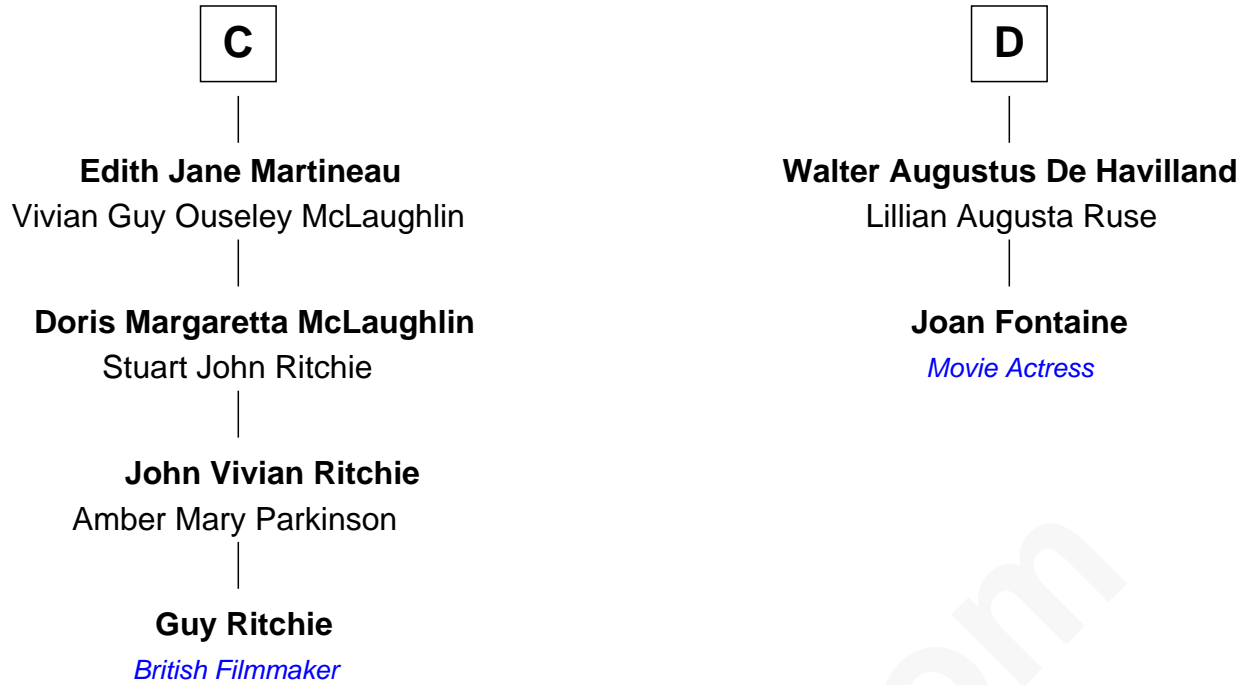 C
Edith Jane Martineau
Vivian Guy Ouseley McLaughlin
Doris Margaretta McLaughlin
Stuart John Ritchie
John Vivian Ritchie
Amber Mary Parkinson
Guy Ritchie
British Filmmaker
D
Walter Augustus De Havilland
Lillian Augusta Ruse
Joan Fontaine
Movie Actress
om